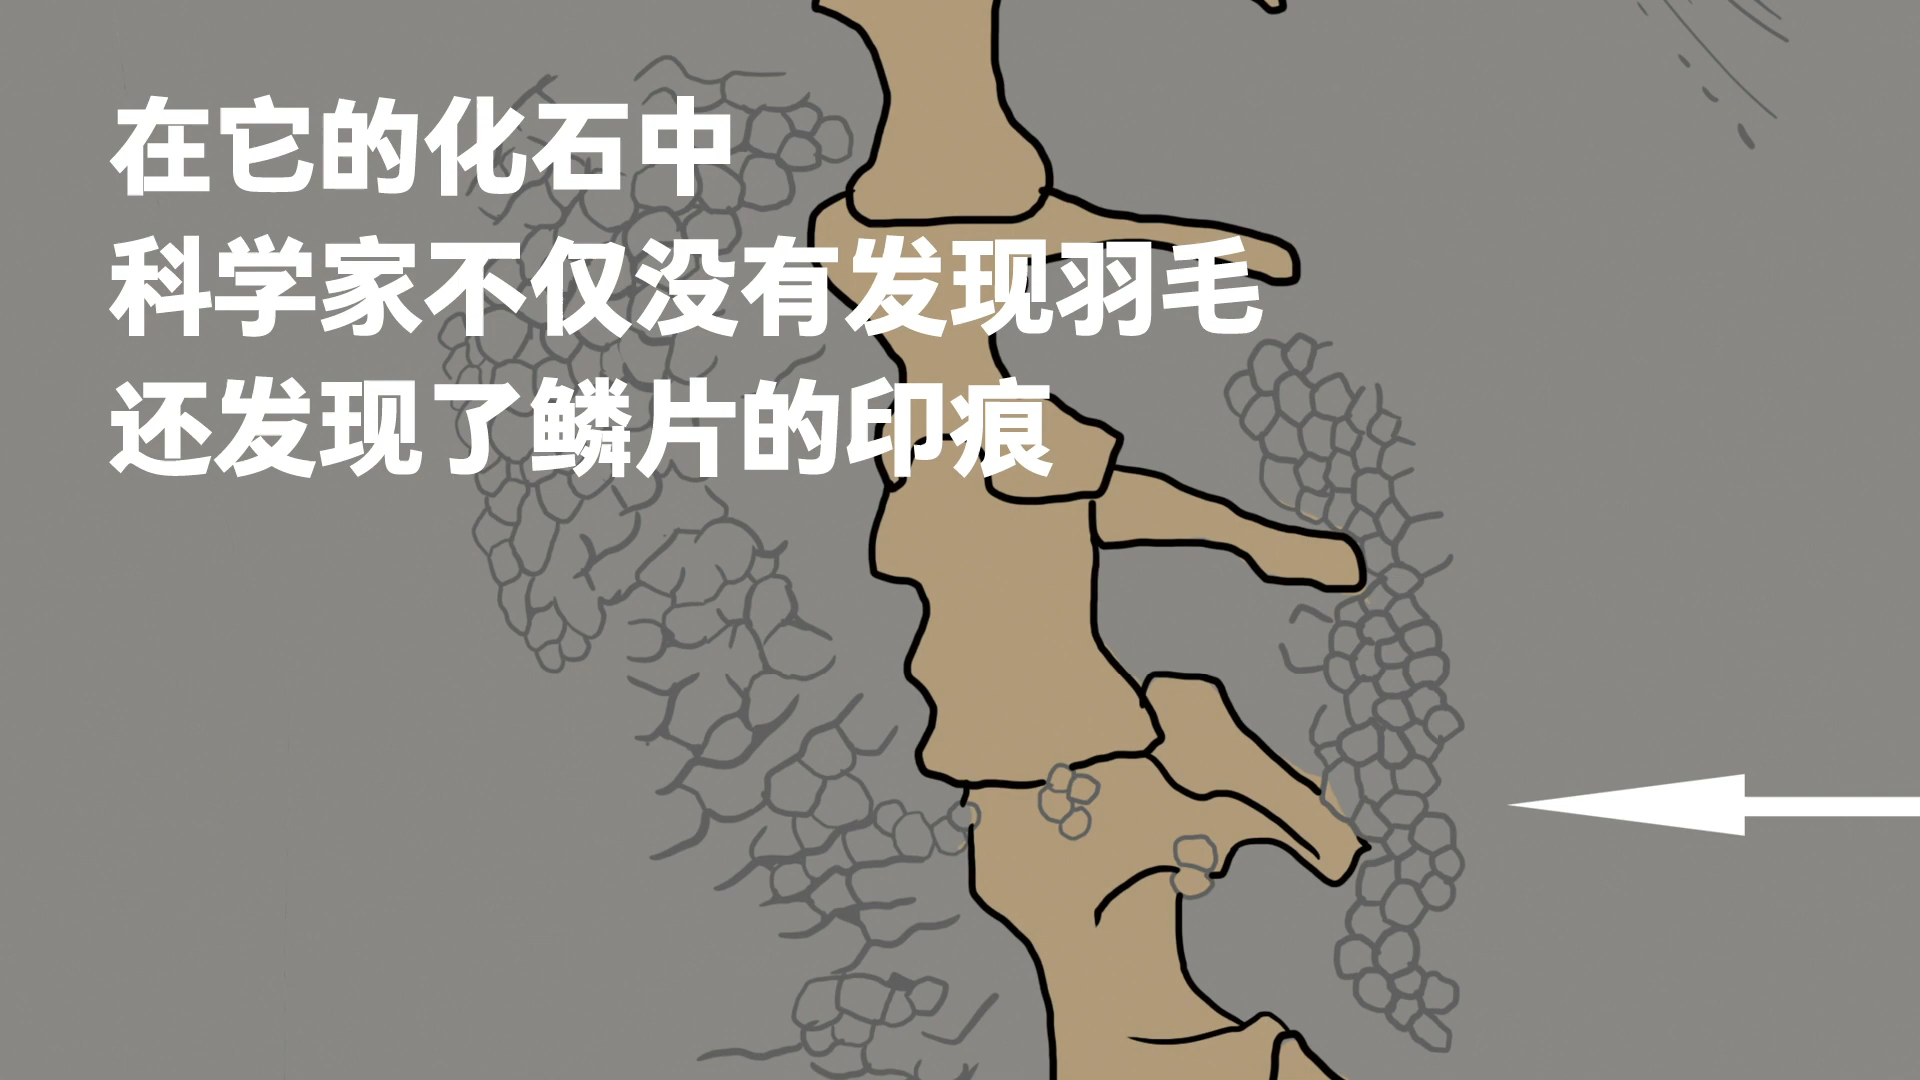 在它的化石中
科学家不仅没有发现羽毛
还发现了鳞片的印痕